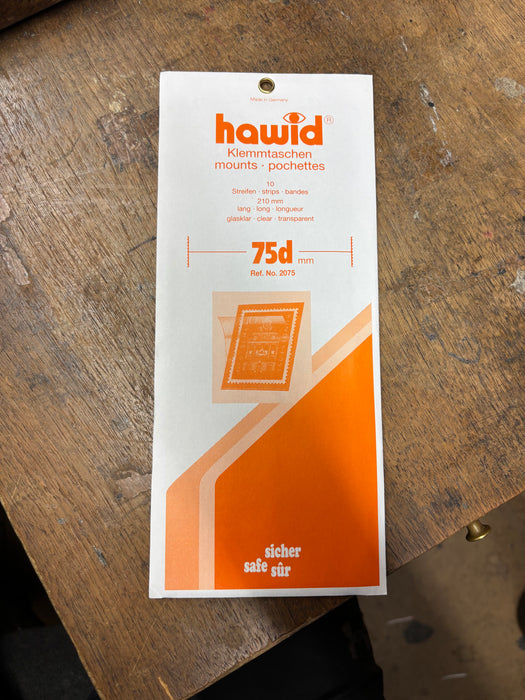 Made in Germany
hawid®
Klemmtaschen
mounts · pochettes
10
Streifen · strips · bandes
210 mm
lang · long · longueur
glasklar · clear · transparent
75d mm
Ref. No. 2075
sicher
safe sûr